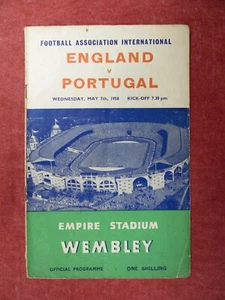 FOOTBALL ASSOCIATION INTERNATIONAL
ENGLAND
v
PORTUGAL
WEDNESDAY, MAY 7th, 1958 KICK-OFF 7.30 pm
EMPIRE STADIUM
WEMBLEY
OFFICIAL PROGRAMME · ONE SHILLING